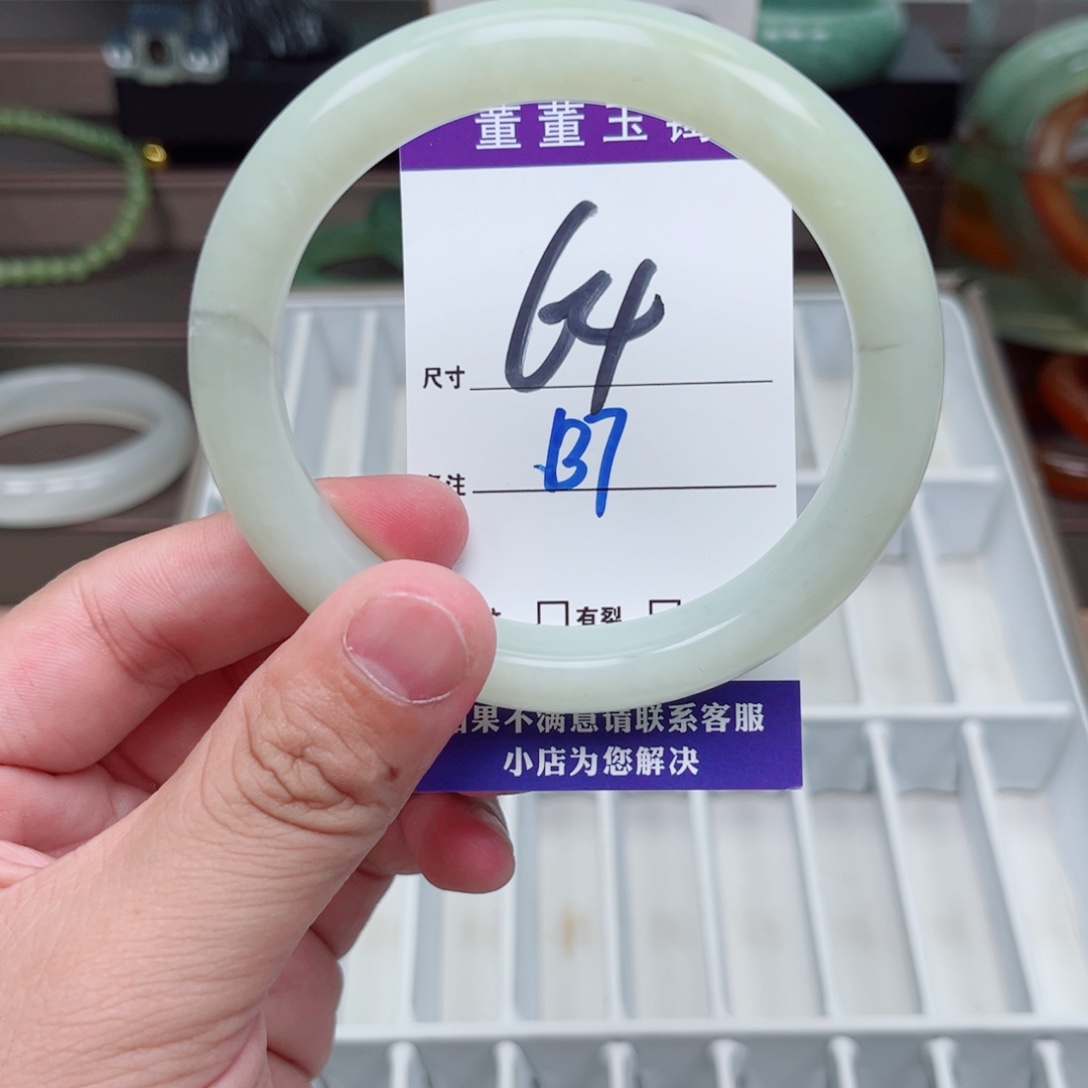 董董玉
64
尺寸
B7
注
有裂
果不满意请联系客服
小店为您解决